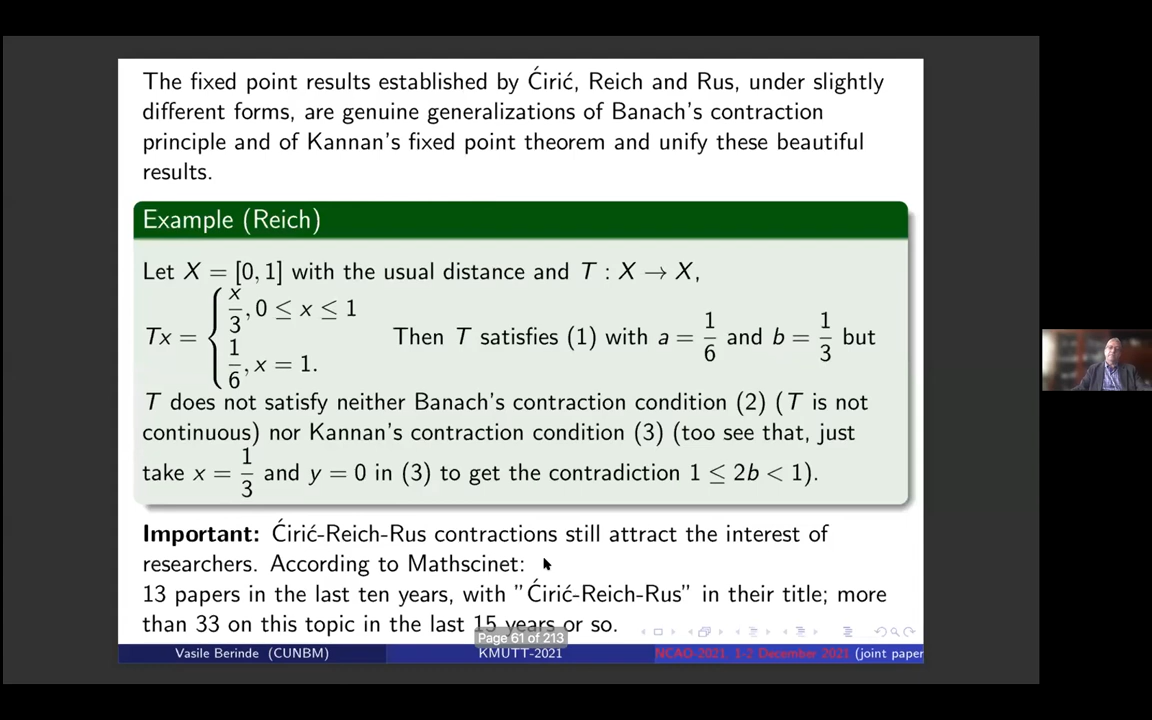 The fixed point results established by Ćirić, Reich and Rus, under slightly
different forms, are genuine generalizations of Banach's contraction
principle and of Kannan's fixed point theorem and unify these beautiful
results.
Example (Reich)
Let X = [0, 1] with the usual distance and T : X → X,
Tx = { x/3, 0 ≤ x ≤ 1
1/6, x = 1.
Then T satisfies (1) with a = 1/6 and b = 1/3 but
T does not satisfy neither Banach's contraction condition (2) (T is not
continuous) nor Kannan's contraction condition (3) (too see that, just
take x = 1/3 and y = 0 in (3) to get the contradiction 1 ≤ 2b < 1).
Important: Ćirić-Reich-Rus contractions still attract the interest of
researchers. According to Mathscinet:
13 papers in the last ten years, with "Ćirić-Reich-Rus" in their title; more
than 33 on this topic in the last 15 years or so.
Page 61 of 213
Vasile Berinde (CUNBM)
KMUTT-2021
NCAO-2021, 1-2 December 2021 (joint paper